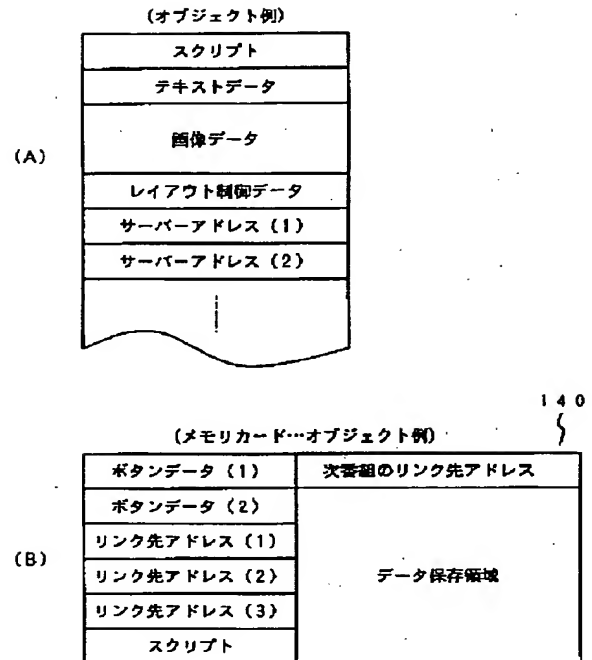 (オブジェクト例)
スクリプト
テキストデータ
(A)
画像データ
レイアウト制御データ
サーバーアドレス (1)
サーバーアドレス (2)
140
(メモリカード…オブジェクト例)
ボタンデータ (1)
次番組のリンク先アドレス
ボタンデータ (2)
リンク先アドレス (1)
(B)
リンク先アドレス (2)
データ保存領域
リンク先アドレス (3)
スクリプト